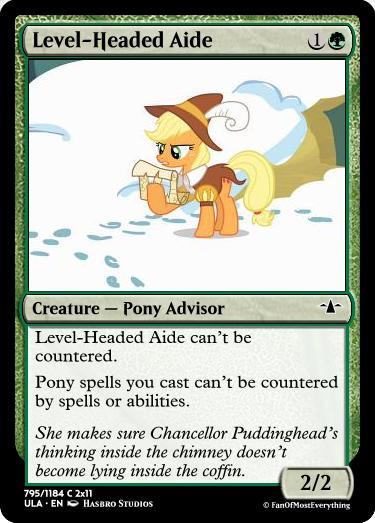 Level-Headed Aide 1
Creature — Pony Advisor
Level-Headed Aide can't be
countered.
Pony spells you cast can't be countered
by spells or abilities.
She makes sure Chancellor Puddinghead's
thinking inside the chimney doesn't
become lying inside the coffin.
2/2
795/1184 C 2x11
ULA · EN Hasbro Studios
© FanOfMostEverything